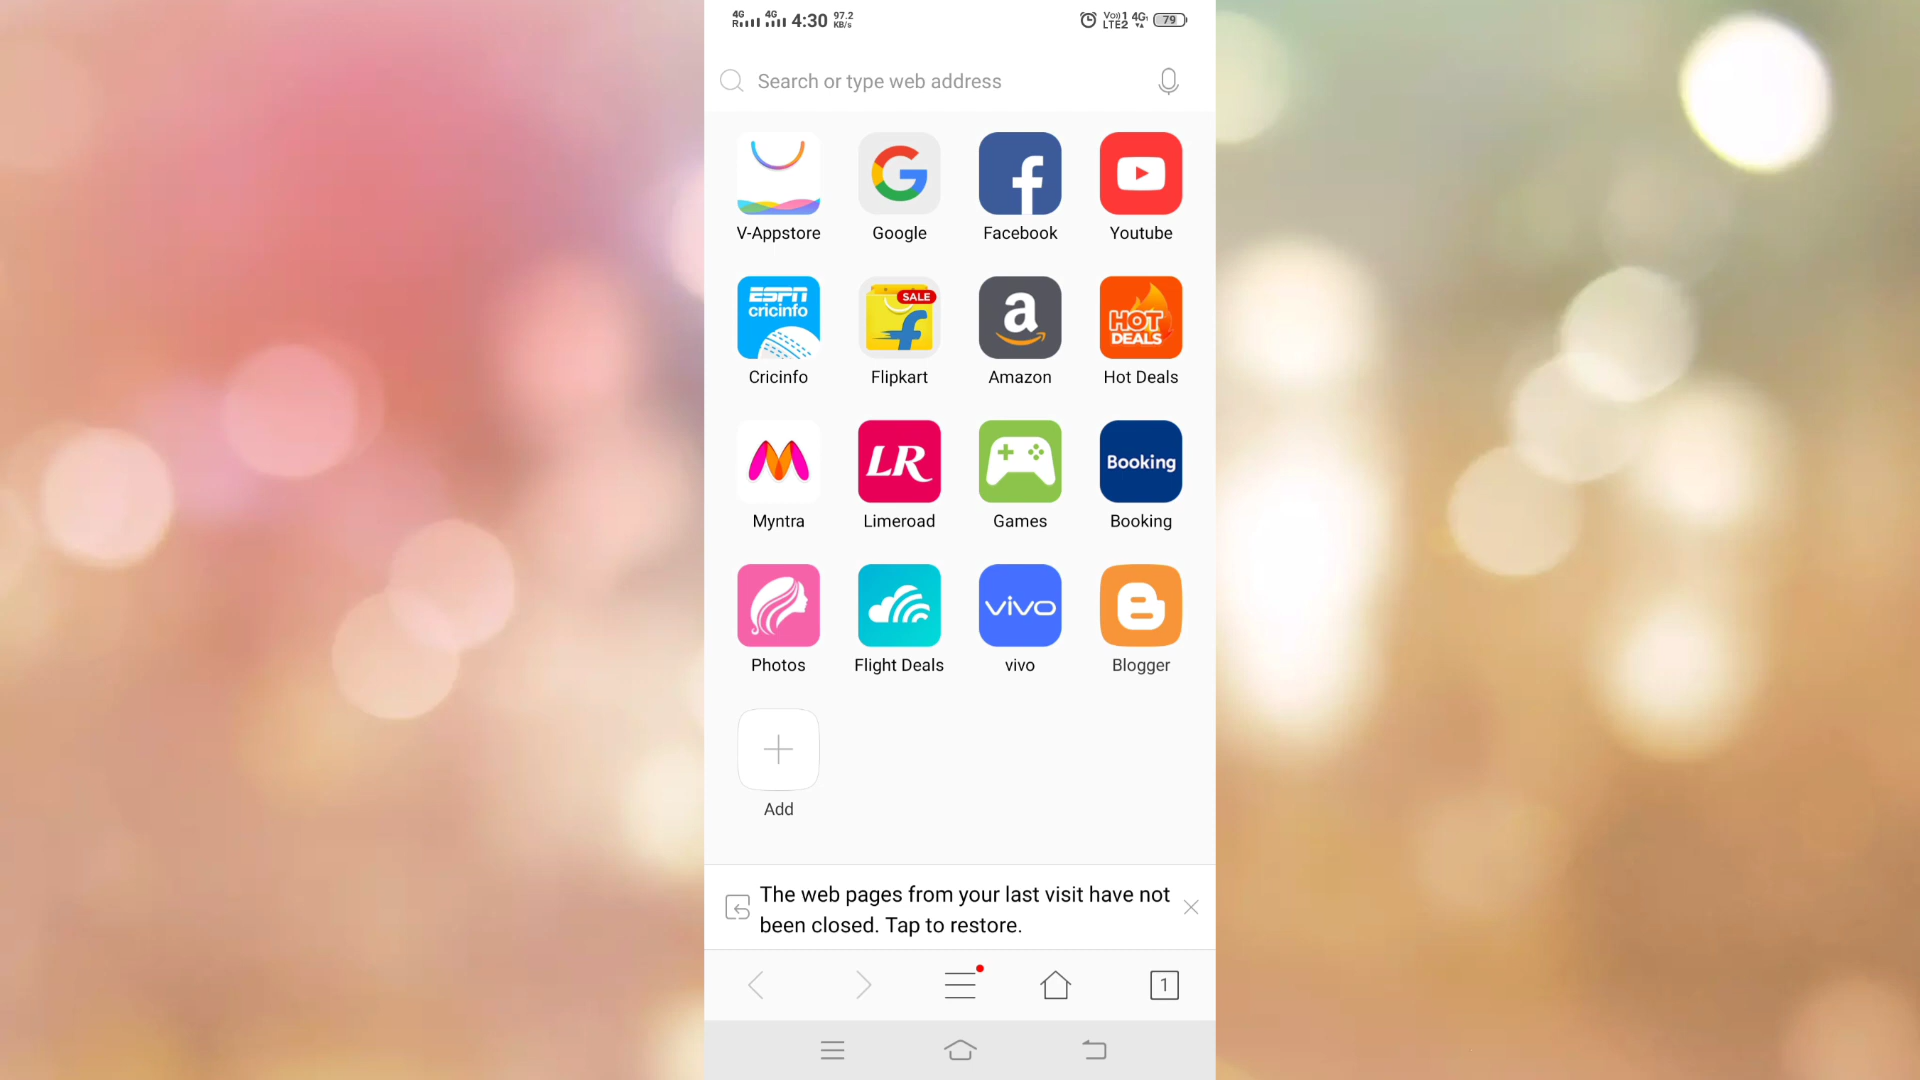 4G R 4G 4:30 97.2 KB/s Vo))1 LTE2 4G 79
Search or type web address
V-Appstore Google Facebook Youtube
ESPN cricinfo SALE a HOT DEALS
Cricinfo Flipkart Amazon Hot Deals
LR Booking
Myntra Limeroad Games Booking
vivo
Photos Flight Deals vivo Blogger
Add
The web pages from your last visit have not
been closed. Tap to restore.
1